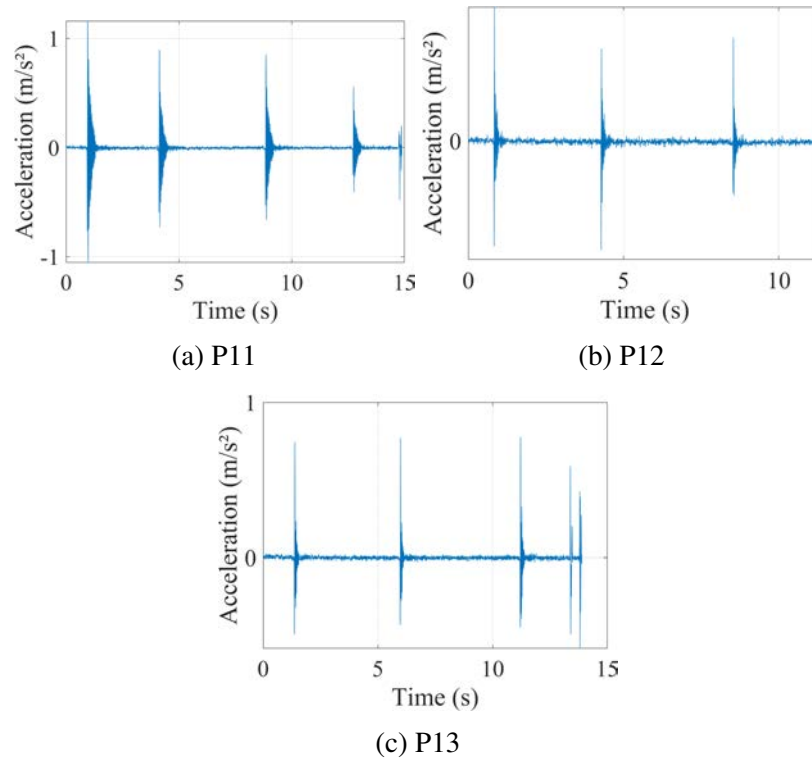 Acceleration (m/s²)
1
0
-1
0 5 10 15
Time (s)
(a) P11
Acceleration (m/s²)
0
0 5 10
Time (s)
(b) P12
Acceleration (m/s²)
1
0
0 5 10 15
Time (s)
(c) P13